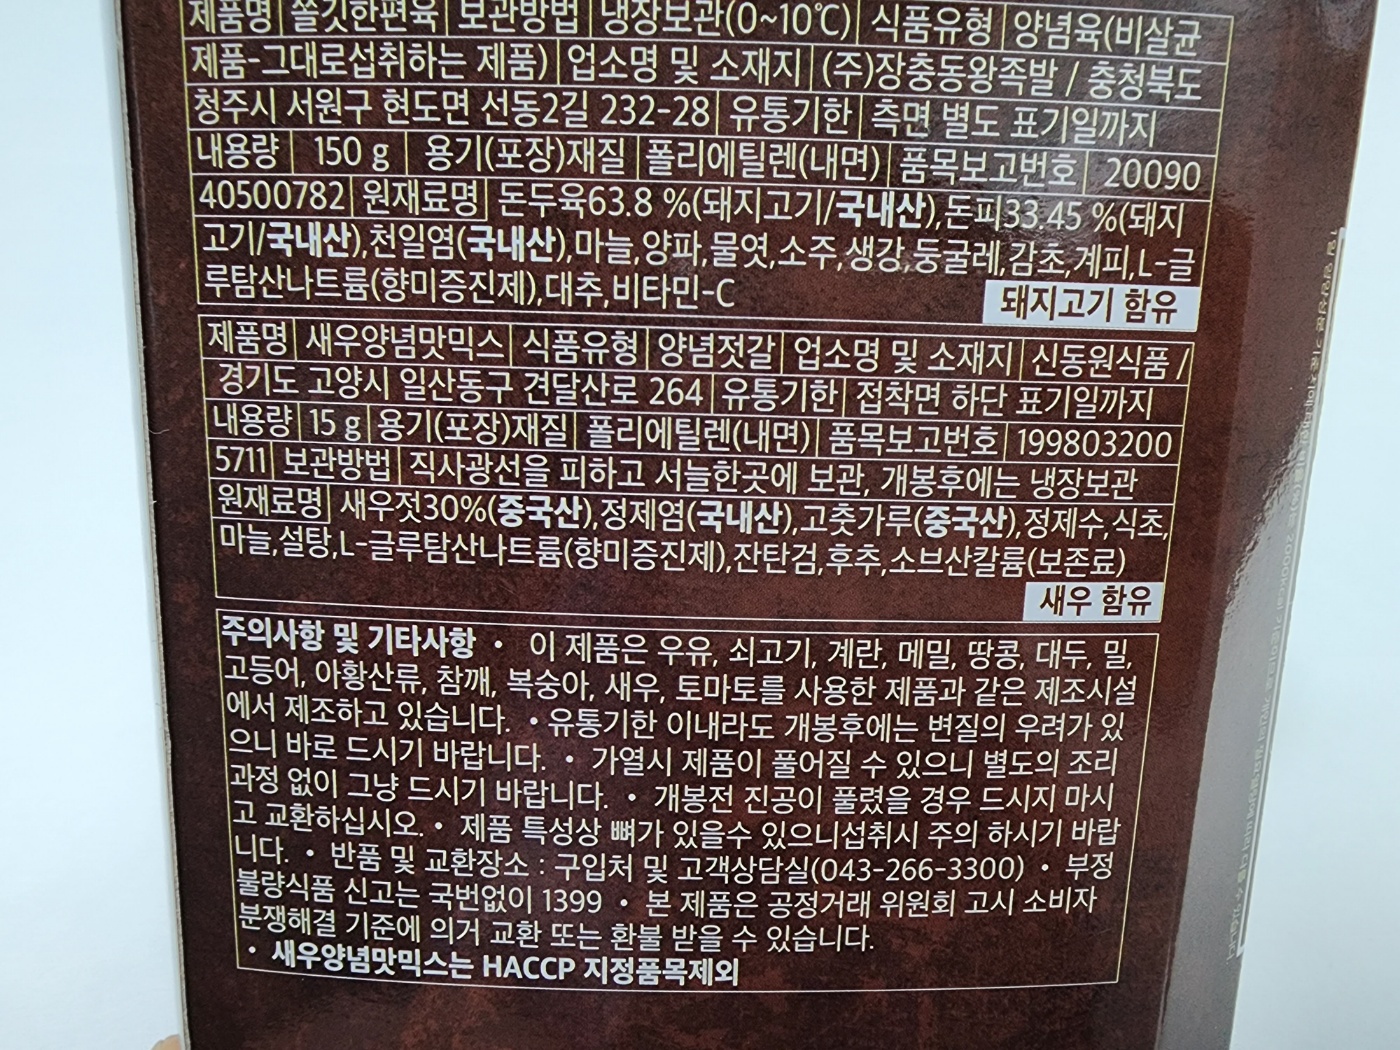 제품명 쫄깃한편육 보관방법 냉장보관(0~10℃) 식품유형 양념육(비살균
제품-그대로섭취하는 제품) 업소명 및 소재지 (주)장충동왕족발 / 충청북도
청주시 서원구 현도면 선동2길 232-28 유통기한 측면 별도 표기일까지
내용량 150 g 용기(포장)재질 폴리에틸렌(내면) 품목보고번호 20090
40500782 원재료명 돈두육63.8 %(돼지고기/국내산),돈피33.45 %(돼지
고기/국내산),천일염(국내산),마늘,양파,물엿,소주,생강,둥굴레,감초,계피,L-글
루탐산나트륨(향미증진제),대추,비타민-C
돼지고기 함유
제품명 새우양념맛믹스 식품유형 양념젓갈 업소명 및 소재지 신동원식품 /
경기도 고양시 일산동구 견달산로 264 유통기한 접착면 하단 표기일까지
내용량 15 g 용기(포장)재질 폴리에틸렌(내면) 품목보고번호 199803200
5711 보관방법 직사광선을 피하고 서늘한곳에 보관, 개봉후에는 냉장보관
원재료명 새우젓30%(중국산),정제염(국내산),고춧가루(중국산),정제수,식초,
마늘,설탕,L-글루탐산나트륨(향미증진제),잔탄검,후추,소브산칼륨(보존료)
새우 함유
주의사항 및 기타사항 • 이 제품은 우유, 쇠고기, 계란, 메밀, 땅콩, 대두, 밀,
고등어, 아황산류, 참깨, 복숭아, 새우, 토마토를 사용한 제품과 같은 제조시설
에서 제조하고 있습니다. • 유통기한 이내라도 개봉후에는 변질의 우려가 있
으니 바로 드시기 바랍니다. • 가열시 제품이 풀어질 수 있으니 별도의 조리
과정 없이 그냥 드시기 바랍니다. • 개봉전 진공이 풀렸을 경우 드시지 마시
고 교환하십시오. • 제품 특성상 뼈가 있을수 있으니섭취시 주의 하시기 바랍
니다. • 반품 및 교환장소 : 구입처 및 고객상담실(043-266-3300) • 부정
불량식품 신고는 국번없이 1399 • 본 제품은 공정거래 위원회 고시 소비자
분쟁해결 기준에 의거 교환 또는 환불 받을 수 있습니다.
• 새우양념맛믹스는 HACCP 지정품목제외